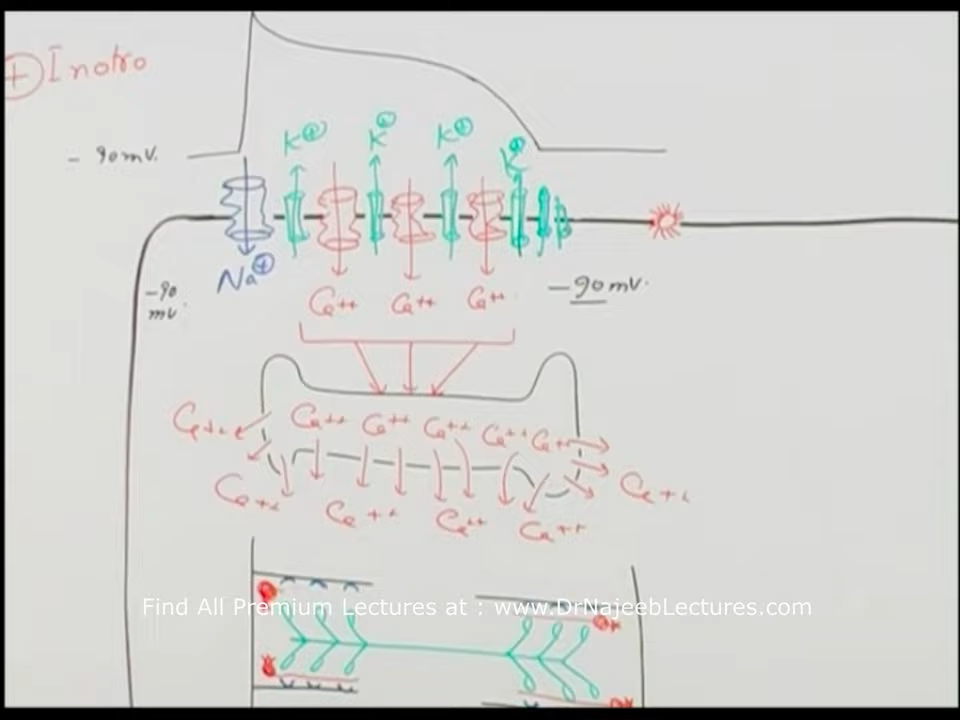 + Inotro
- 90mV.
K+ K+ K+ K+
Na+
Ca++ Ca++ Ca++
-90
mV.
-90mV.
Ca++ Ca++ Ca++ Ca++ Ca++ Ca+
Ca++ Ca++ Ca++ Ca++ Ca++
Find All Premium Lectures at : www.DrNajeebLectures.com